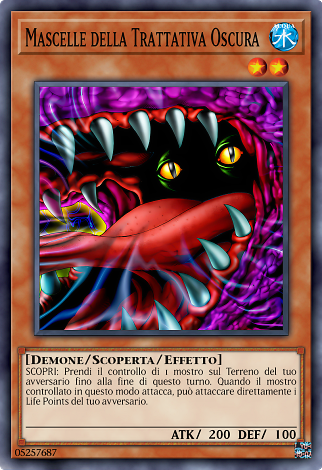 Mascelle della Trattativa Oscura
ACQUA
水
[Demone/Scoperta/Effetto]
SCOPRI: Prendi il controllo di 1 mostro sul Terreno del tuo
avversario fino alla fine di questo turno. Quando il mostro
controllato in questo modo attacca, può attaccare direttamente i
Life Points del tuo avversario.
ATK/ 200 DEF/ 100
05257687